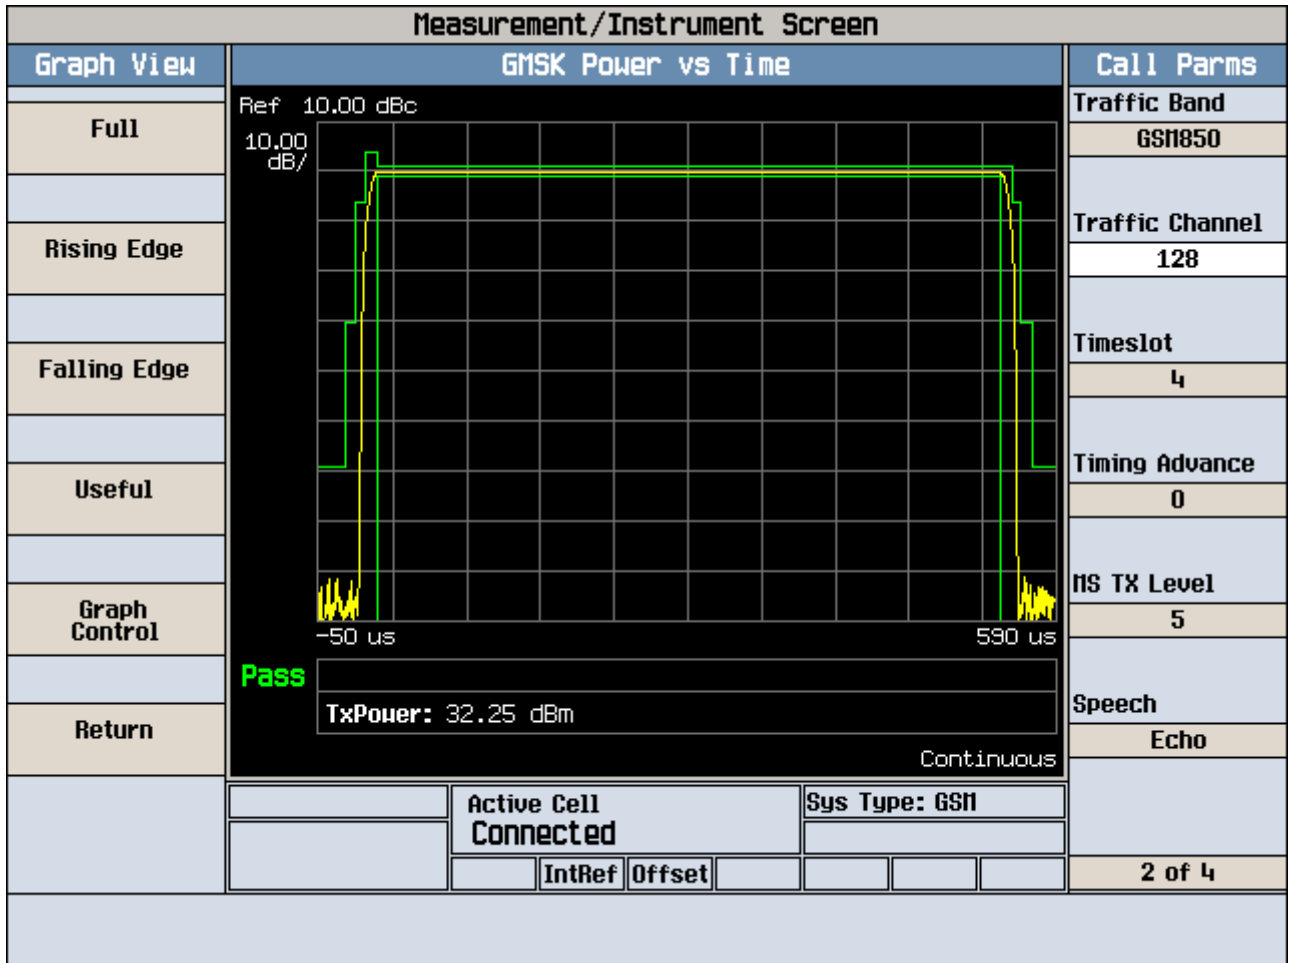 Measurement/Instrument Screen
Graph View
Full
Rising Edge
Falling Edge
Useful
Graph
Control
Return
GMSK Power vs Time
Ref 10.00 dBc
10.00
dB/
-50 us
590 us
Pass
TxPower: 32.25 dBm
Continuous
Active Cell
Connected
Sys Type: GSM
IntRef
Offset
Call Parms
Traffic Band
GSM850
Traffic Channel
128
Timeslot
4
Timing Advance
0
MS TX Level
5
Speech
Echo
2 of 4